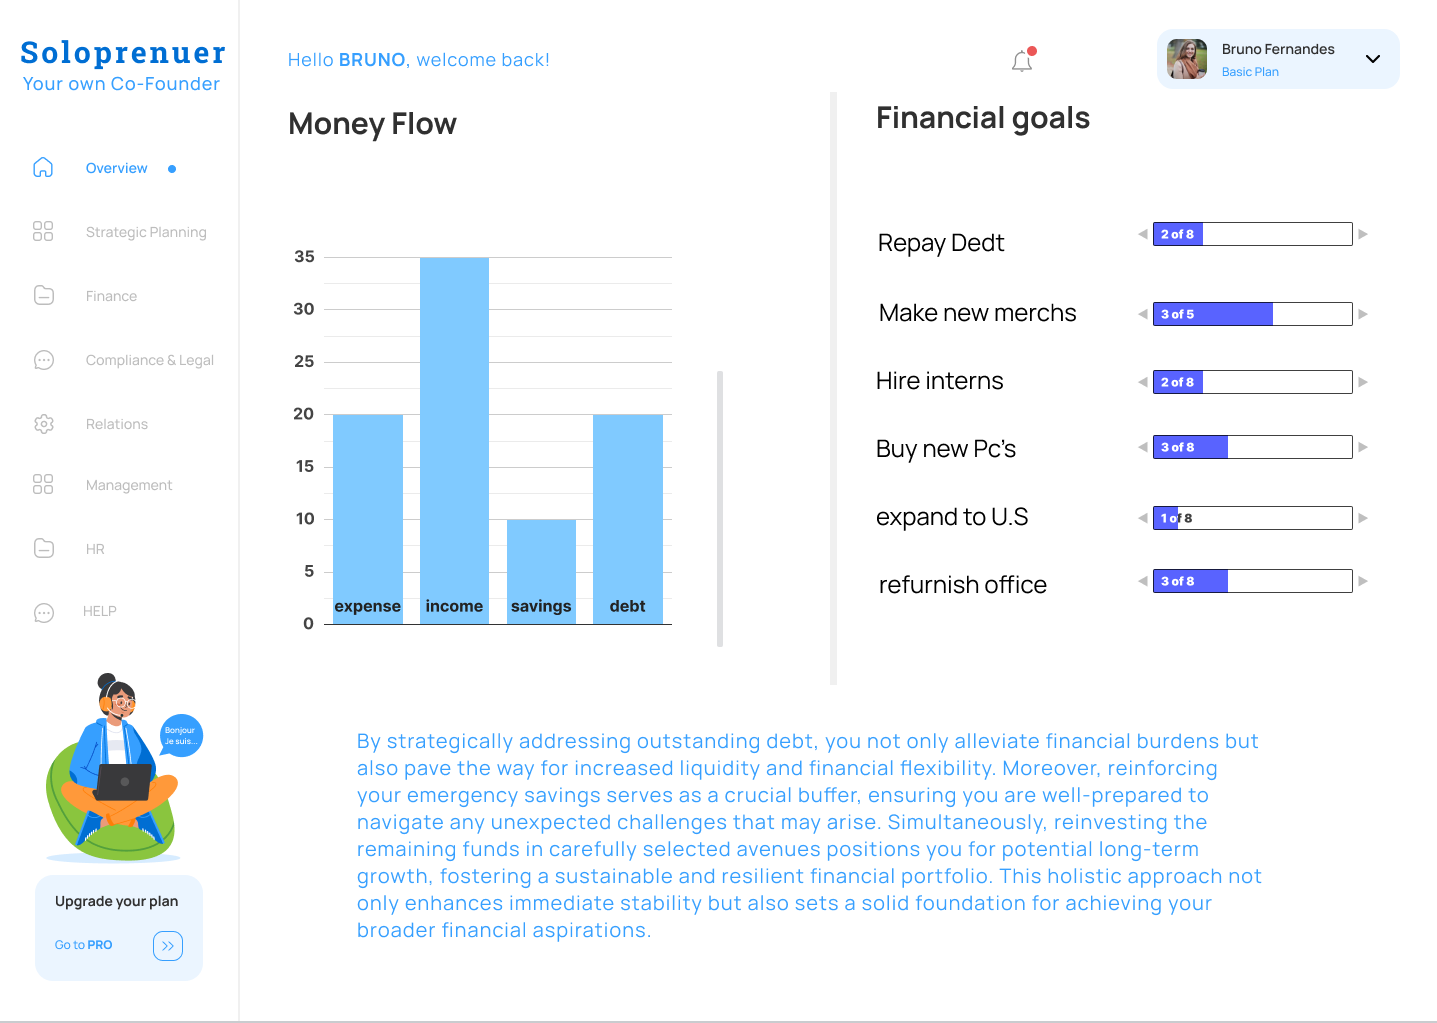 Soloprenuer
Your own Co-Founder
Overview
Strategic Planning
Finance
Compliance & Legal
Relations
Management
HR
HELP
Bonjour
Je suis...
Upgrade your plan
Go to PRO
Hello BRUNO, welcome back!
Bruno Fernandes
Basic Plan
Money Flow
35
30
25
20
15
10
5
0
expense income savings debt
Financial goals
Repay Dedt 2 of 8
Make new merchs 3 of 5
Hire interns 2 of 8
Buy new Pc's 3 of 8
expand to U.S 1 of 8
refurnish office 3 of 8
By strategically addressing outstanding debt, you not only alleviate financial burdens but
also pave the way for increased liquidity and financial flexibility. Moreover, reinforcing
your emergency savings serves as a crucial buffer, ensuring you are well-prepared to
navigate any unexpected challenges that may arise. Simultaneously, reinvesting the
remaining funds in carefully selected avenues positions you for potential long-term
growth, fostering a sustainable and resilient financial portfolio. This holistic approach not
only enhances immediate stability but also sets a solid foundation for achieving your
broader financial aspirations.